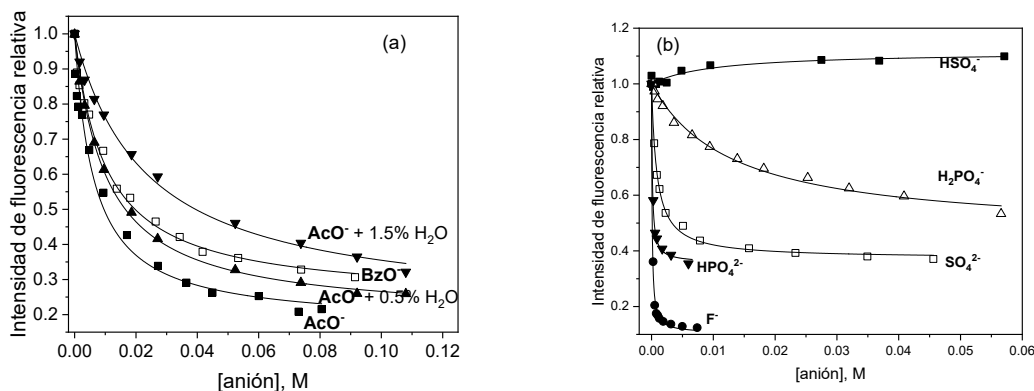 (a)
Intensidad de fluorescencia relativa
1.0
0.9
0.8
0.7
0.6
0.5
0.4
0.3
0.2
AcO⁻ + 1.5% H₂O
BzO⁻
AcO⁻ + 0.5% H₂O
AcO⁻
0.00 0.02 0.04 0.06 0.08 0.10 0.12
[anión], M
(b)
Intensidad de fluorescencia relativa
1.2
1.0
0.8
0.6
0.4
0.2
HSO₄⁻
H₂PO₄⁻
SO₄²⁻
HPO₄²⁻
F⁻
0.00 0.01 0.02 0.03 0.04 0.05 0.06
[anión], M